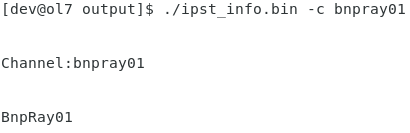 [dev@ol7 output]$ ./ipst_info.bin -c bnpray01
Channel:bnpray01
BnpRay01